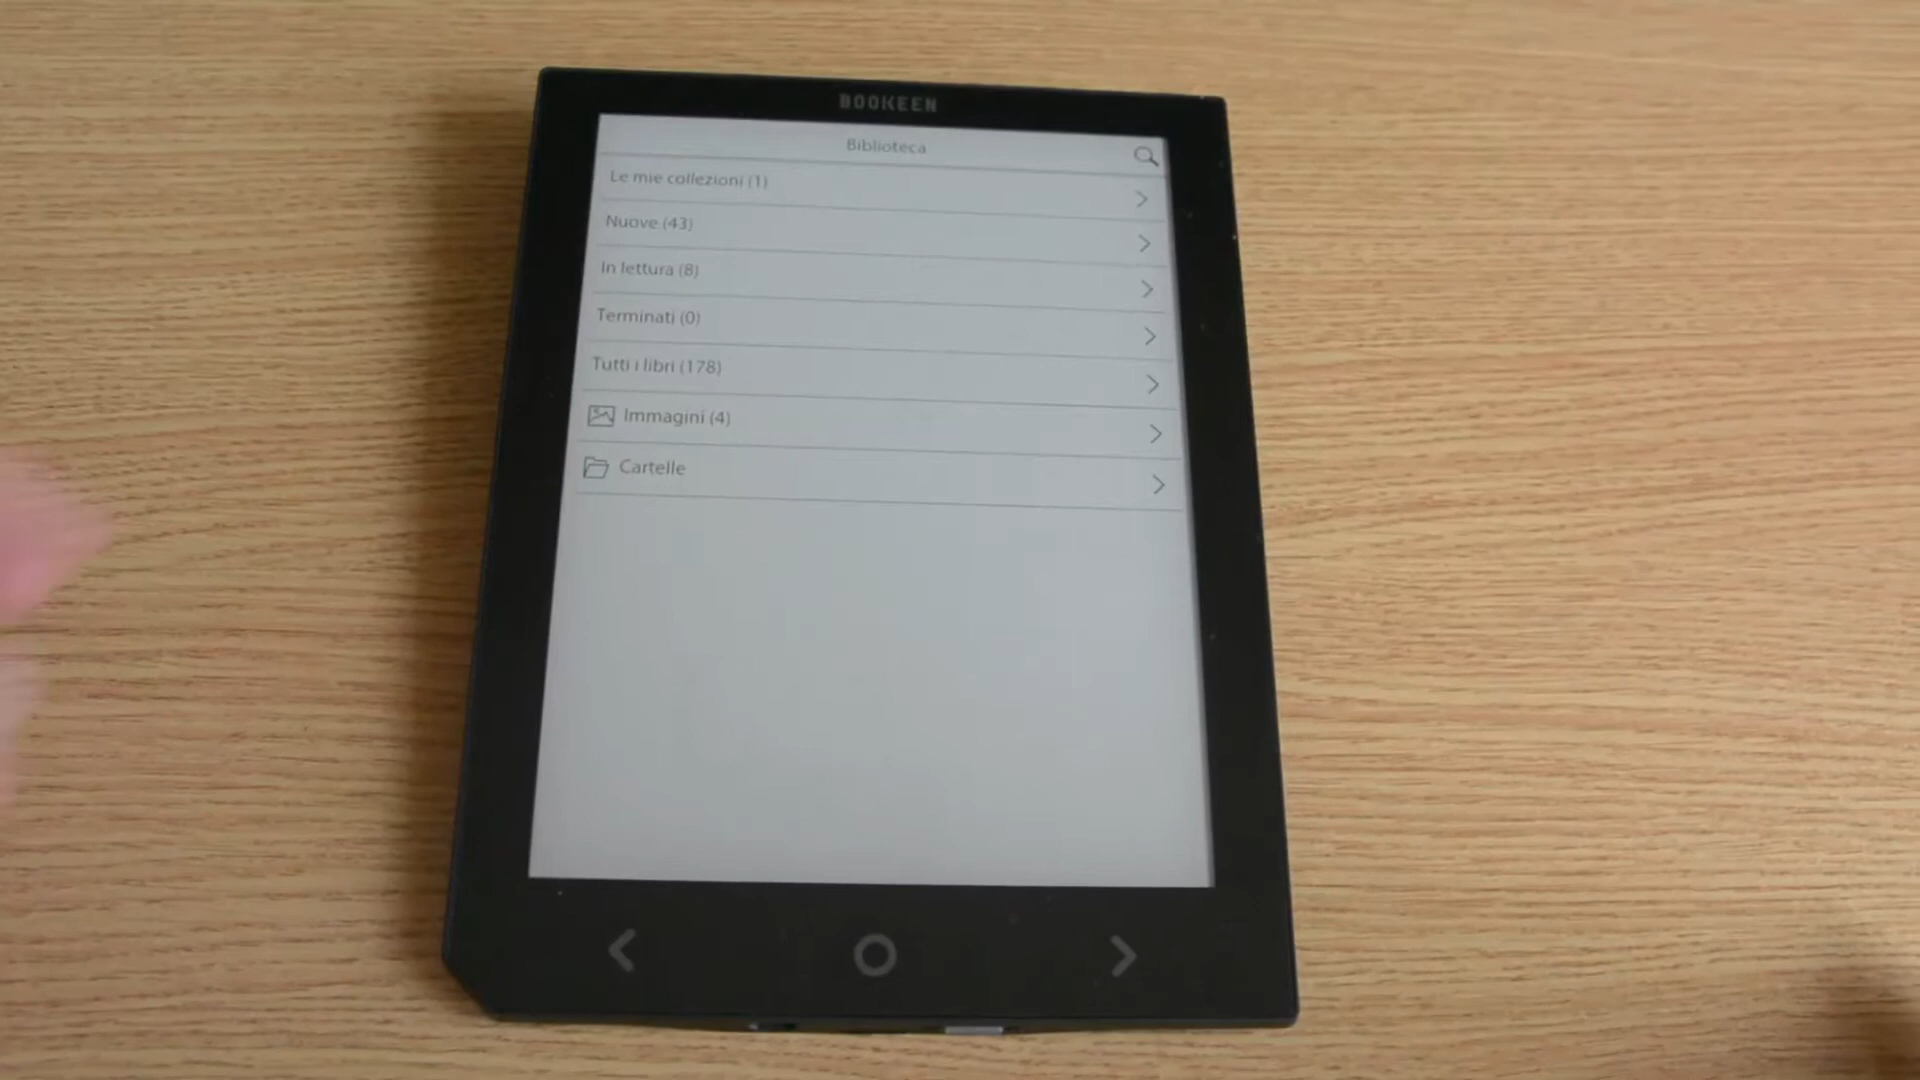 BOOKEEN
Biblioteca
Le mie collezioni (1)
Nuove (43)
In lettura (8)
Terminati (0)
Tutti i libri (178)
Immagini (4)
Cartelle